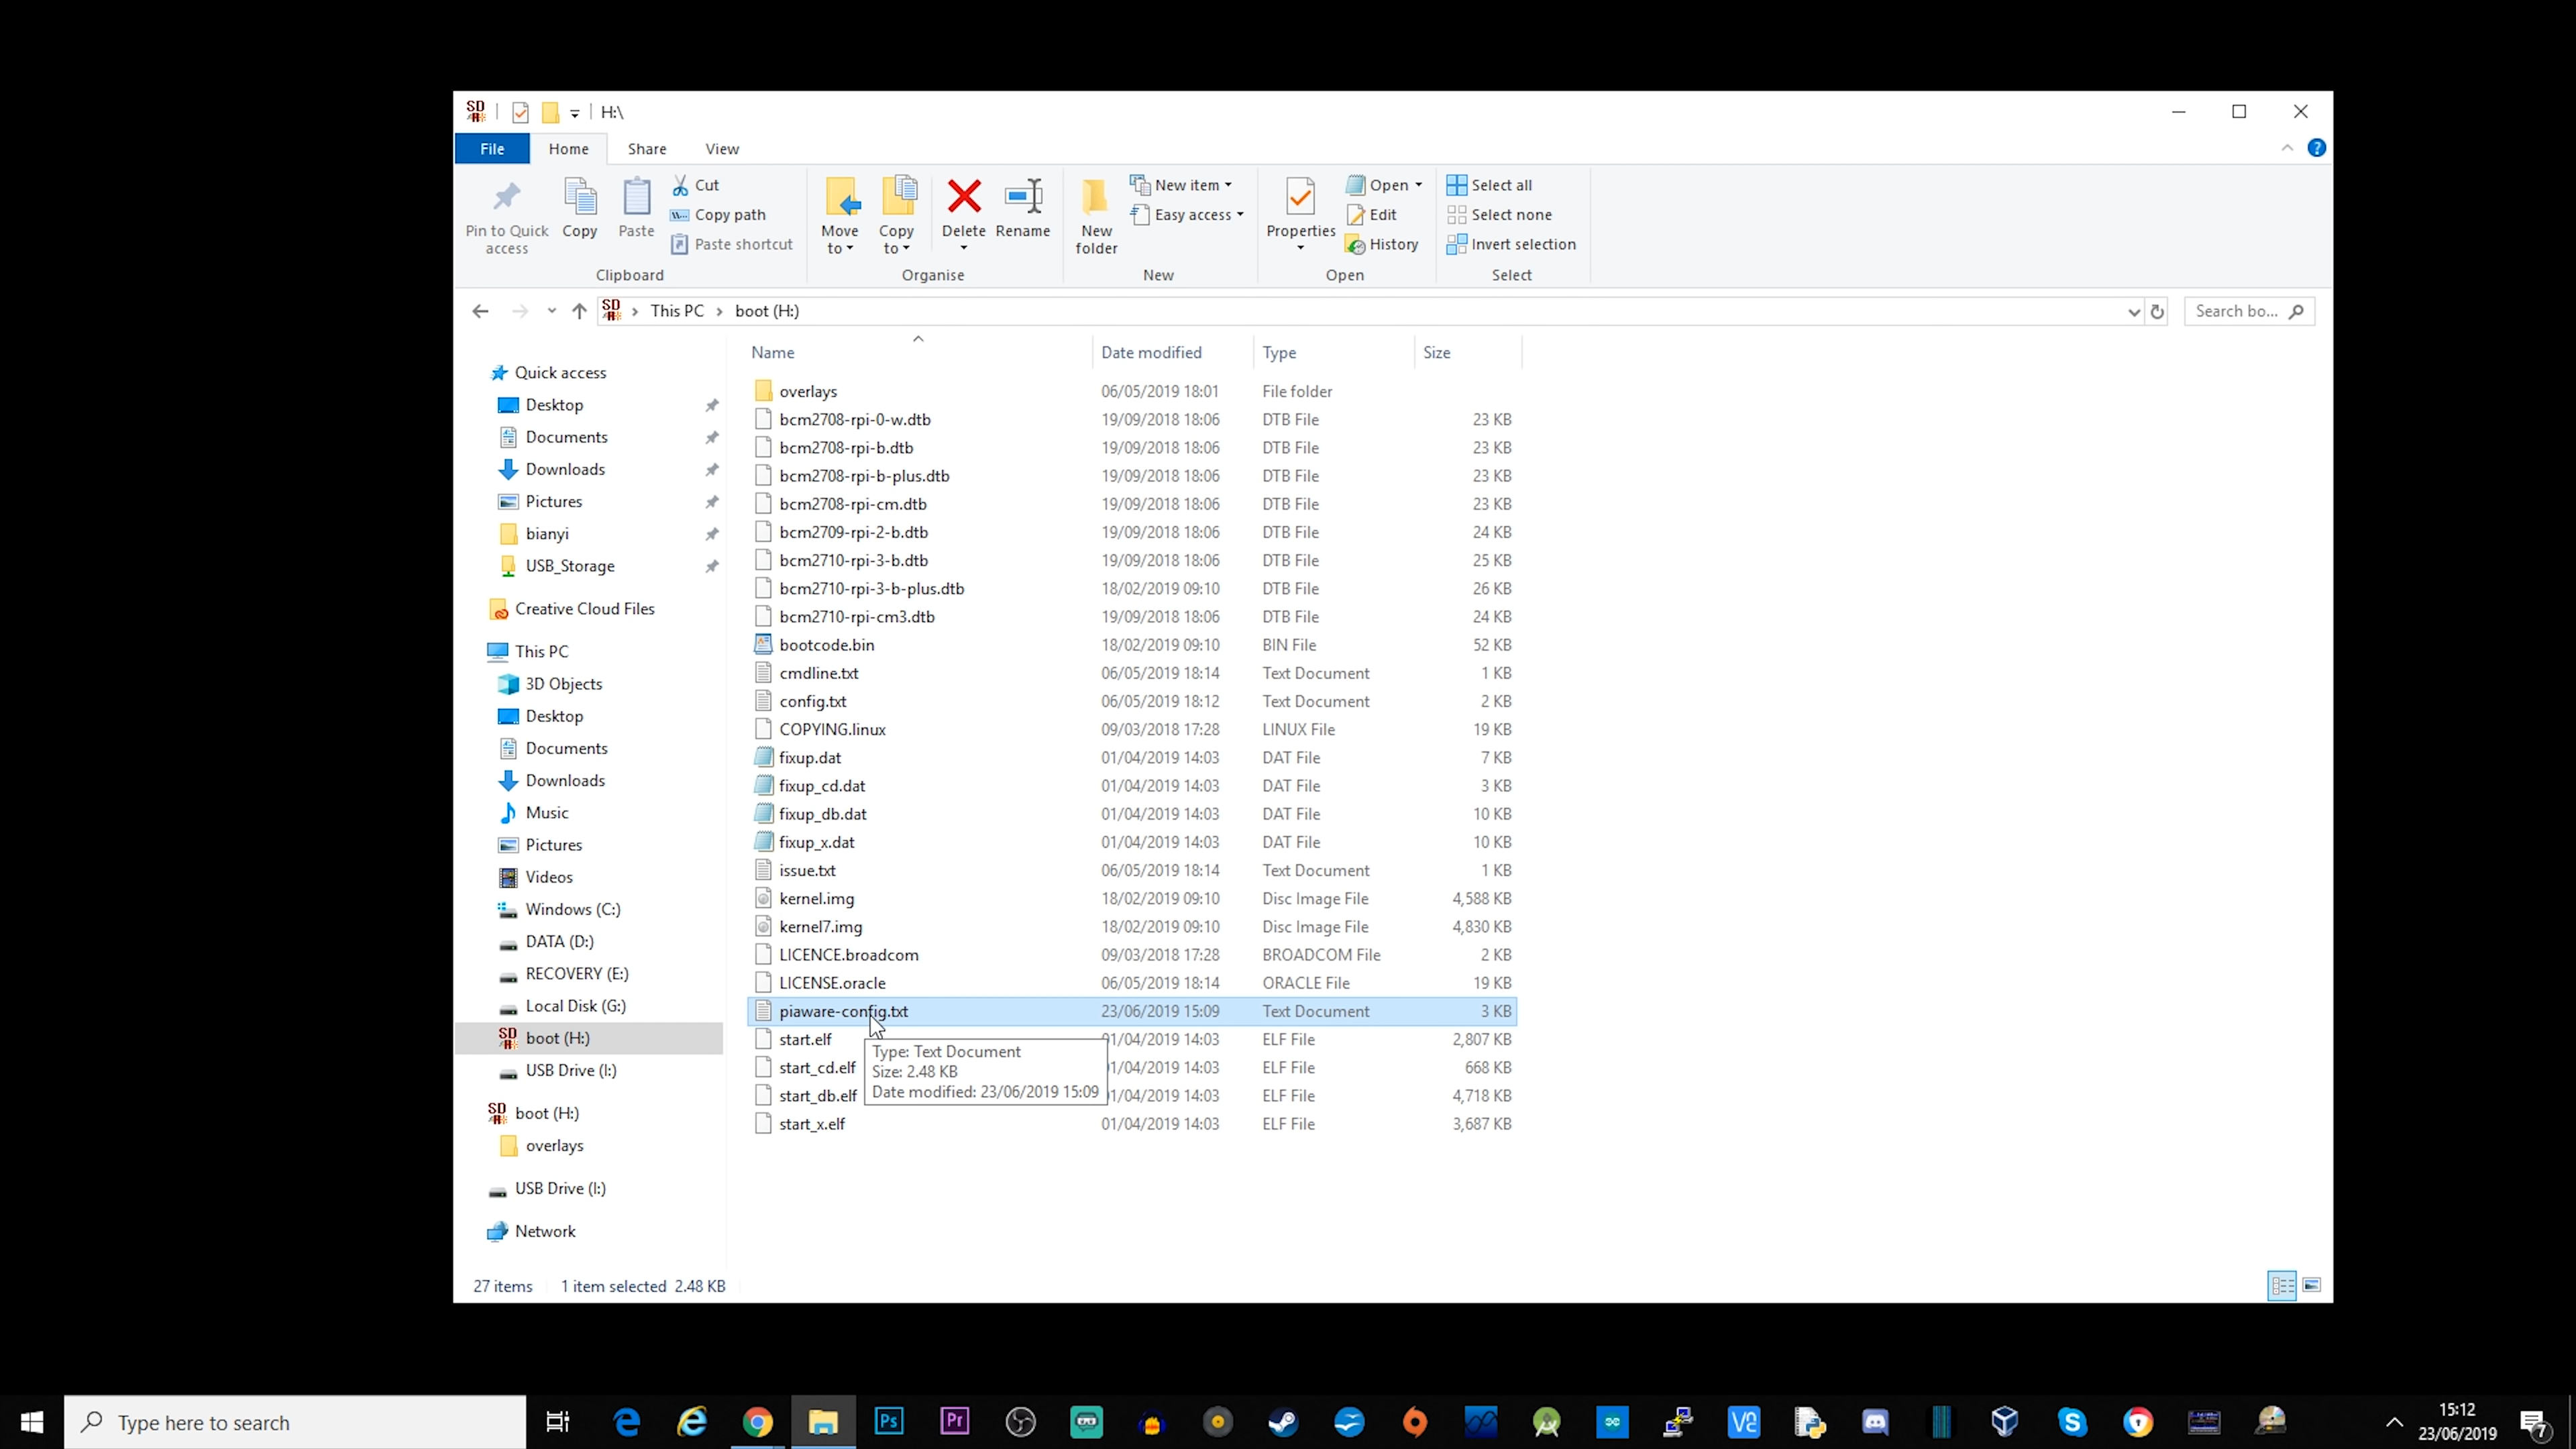 SD H:\
File Home Share View
Pin to Quick access Copy Paste Cut Copy path Paste shortcut Move to Copy to Delete Rename New folder New item Easy access Properties Open Edit History Select all Select none Invert selection
Clipboard Organise New Open Select
SD This PC boot (H:) Search bo...
Name Date modified Type Size
Quick access
Desktop
Documents
Downloads
Pictures
bianyi
USB_Storage
Creative Cloud Files
This PC
3D Objects
Desktop
Documents
Downloads
Music
Pictures
Videos
Windows (C:)
DATA (D:)
RECOVERY (E:)
Local Disk (G:)
SD boot (H:)
USB Drive (I:)
SD boot (H:)
overlays
USB Drive (I:)
Network
overlays 06/05/2019 18:01 File folder
bcm2708-rpi-0-w.dtb 19/09/2018 18:06 DTB File 23 KB
bcm2708-rpi-b.dtb 19/09/2018 18:06 DTB File 23 KB
bcm2708-rpi-b-plus.dtb 19/09/2018 18:06 DTB File 23 KB
bcm2708-rpi-cm.dtb 19/09/2018 18:06 DTB File 23 KB
bcm2709-rpi-2-b.dtb 19/09/2018 18:06 DTB File 24 KB
bcm2710-rpi-3-b.dtb 19/09/2018 18:06 DTB File 25 KB
bcm2710-rpi-3-b-plus.dtb 18/02/2019 09:10 DTB File 26 KB
bcm2710-rpi-cm3.dtb 19/09/2018 18:06 DTB File 24 KB
bootcode.bin 18/02/2019 09:10 BIN File 52 KB
cmdline.txt 06/05/2019 18:14 Text Document 1 KB
config.txt 06/05/2019 18:12 Text Document 2 KB
COPYING.linux 09/03/2018 17:28 LINUX File 19 KB
fixup.dat 01/04/2019 14:03 DAT File 7 KB
fixup_cd.dat 01/04/2019 14:03 DAT File 3 KB
fixup_db.dat 01/04/2019 14:03 DAT File 10 KB
fixup_x.dat 01/04/2019 14:03 DAT File 10 KB
issue.txt 06/05/2019 18:14 Text Document 1 KB
kernel.img 18/02/2019 09:10 Disc Image File 4,588 KB
kernel7.img 18/02/2019 09:10 Disc Image File 4,830 KB
LICENCE.broadcom 09/03/2018 17:28 BROADCOM File 2 KB
LICENSE.oracle 06/05/2019 18:14 ORACLE File 19 KB
piaware-config.txt 23/06/2019 15:09 Text Document 3 KB
start.elf 01/04/2019 14:03 ELF File 2,807 KB
start_cd.elf 01/04/2019 14:03 ELF File 668 KB
start_db.elf 01/04/2019 14:03 ELF File 4,718 KB
start_x.elf 01/04/2019 14:03 ELF File 3,687 KB
Type: Text Document
Size: 2.48 KB
Date modified: 23/06/2019 15:09
27 items 1 item selected 2.48 KB
Type here to search Ps Pr 15:12
23/06/2019 7